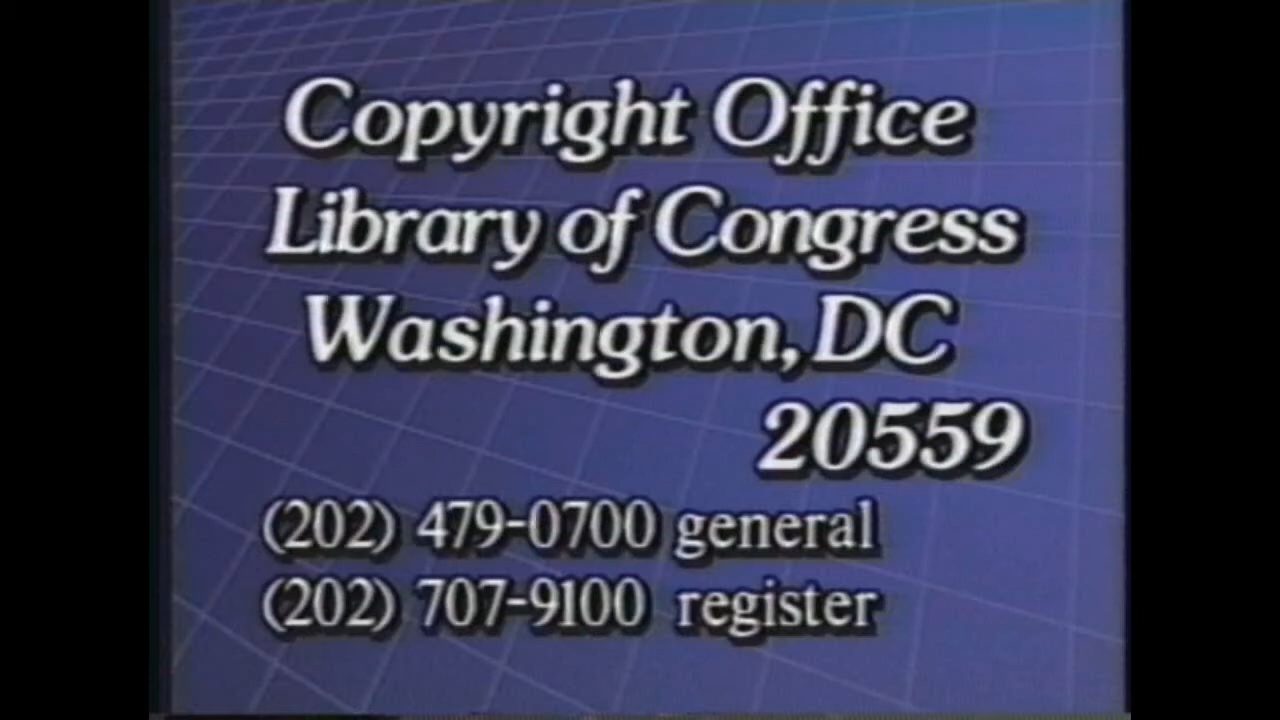 Copyright Office
Library of Congress
Washington, DC
20559
(202) 479-0700 general
(202) 707-9100 register